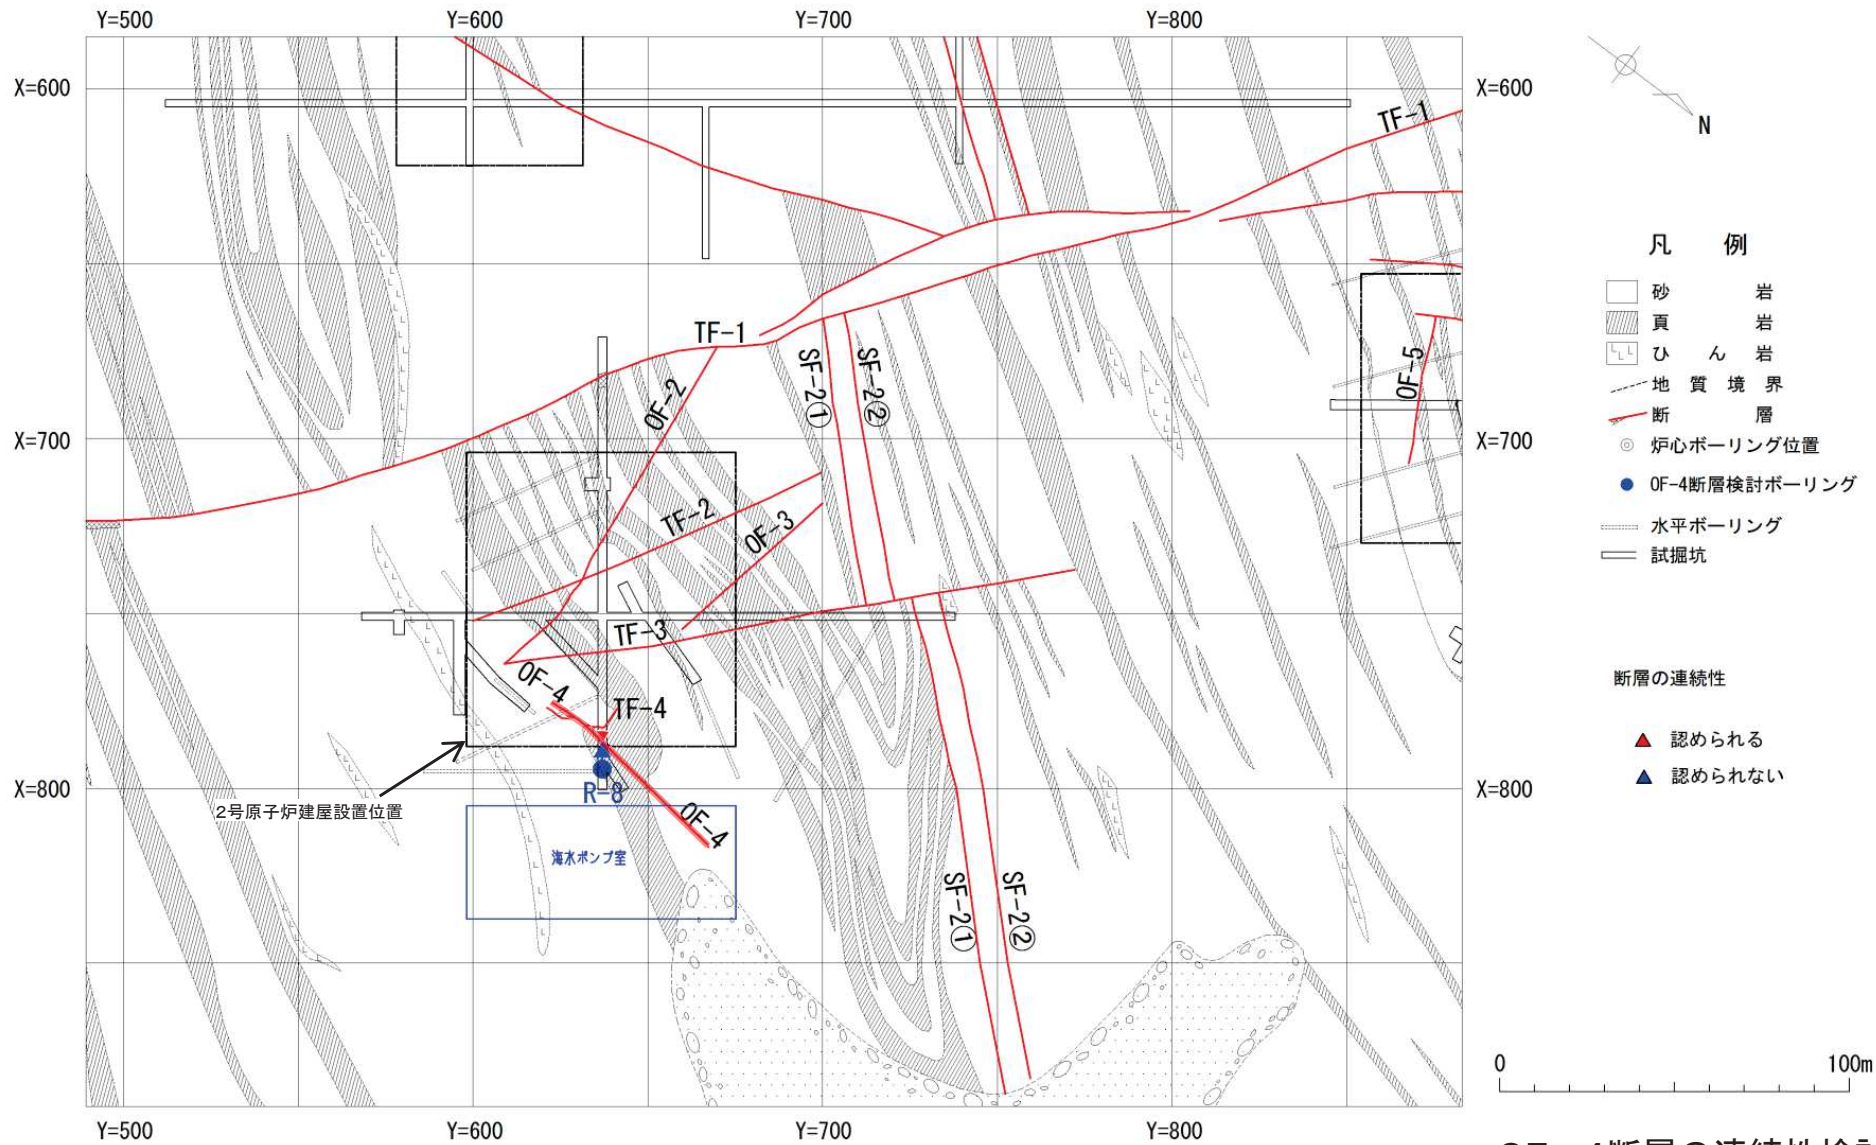 Y=500 Y=600 Y=700 Y=800
X=600 X=600
N
TF-1
凡 例
砂 岩
頁 岩
ひ ん 岩
地 質 境 界
断 層
炉心ボーリング位置
OF-4断層検討ボーリング
水平ボーリング
試掘坑
TF-1
SF-2①
SF-2②
OF-2
OF-5
X=700 X=700
TF-2
OF-3
TF-3
OF-4
TF-4
断層の連続性
認められる
認められない
X=800 X=800
R-8
2号原子炉建屋設置位置
OF-4
海水ポンプ室
SF-2①
SF-2②
0 100m
Y=500 Y=600 Y=700 Y=800